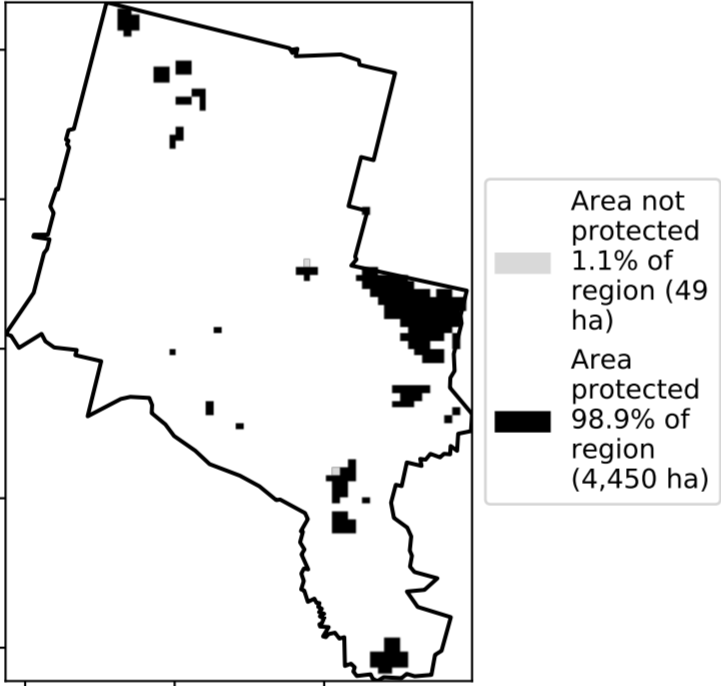 Area not
protected
1.1% of
region (49
ha)
Area
protected
98.9% of
region
(4,450 ha)